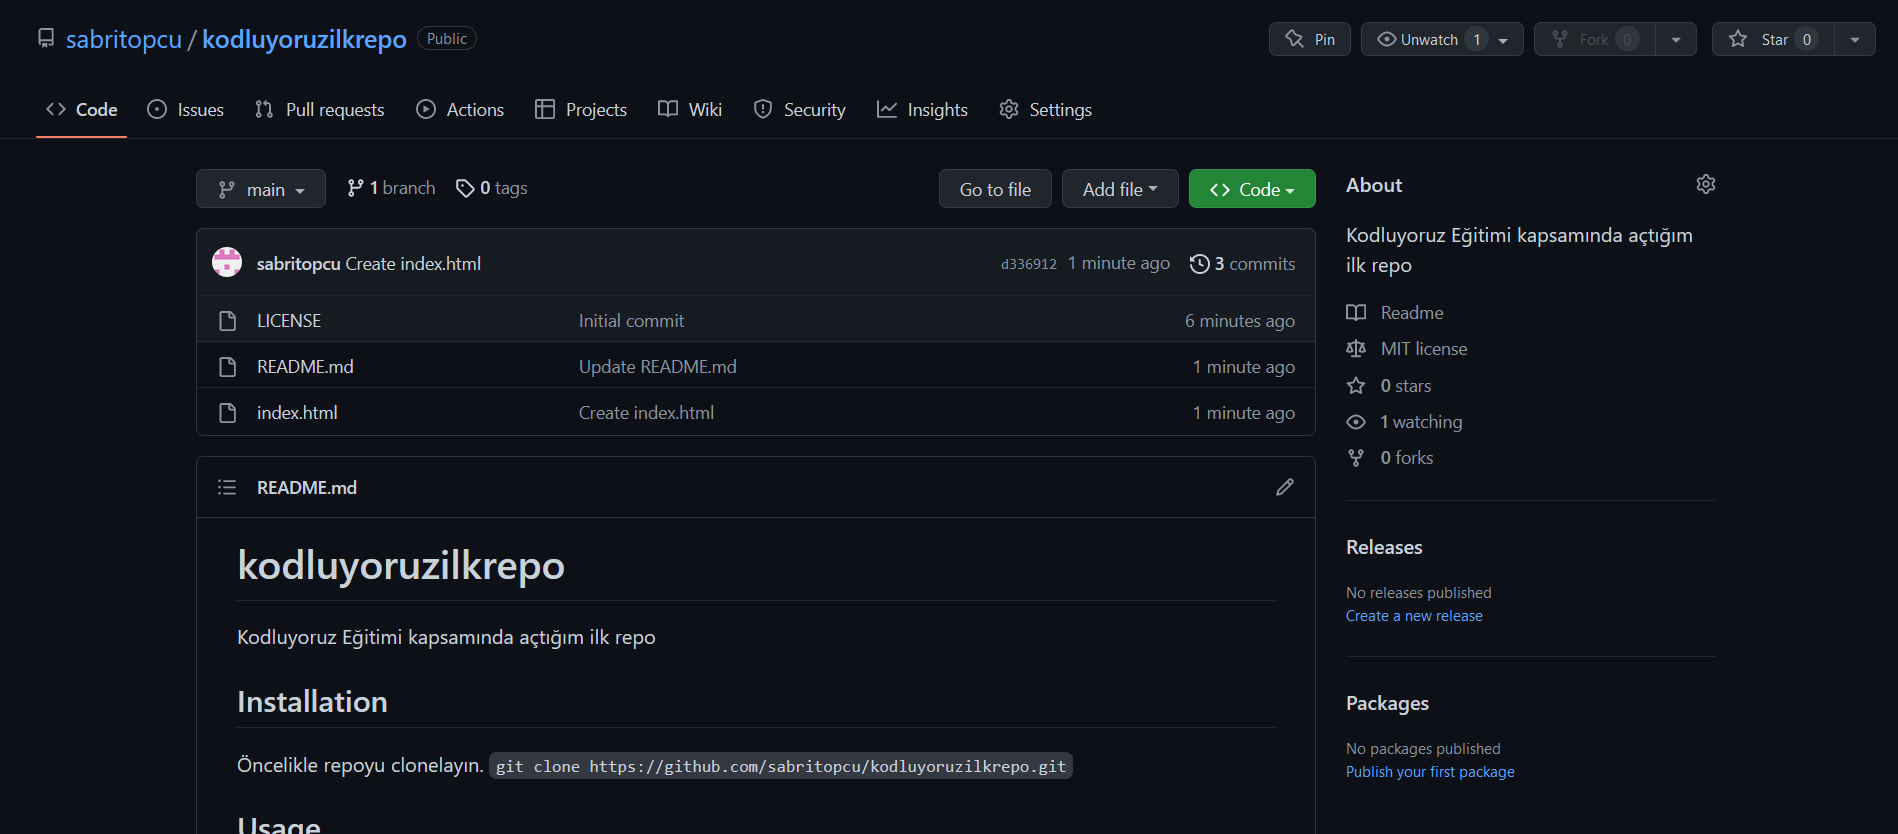 sabritopcu / kodluyoruzilkrepo Public
Pin Unwatch 1 Fork 0 Star 0
Code Issues Pull requests Actions Projects Wiki Security Insights Settings
main 1 branch 0 tags Go to file Add file Code
sabritopcu Create index.html d336912 1 minute ago 3 commits
LICENSE Initial commit 6 minutes ago
README.md Update README.md 1 minute ago
index.html Create index.html 1 minute ago
README.md
kodluyoruzilkrepo
Kodluyoruz Eğitimi kapsamında açtığım ilk repo
Installation
Öncelikle repoyu clonelayın. git clone https://github.com/sabritopcu/kodluyoruzilkrepo.git
Usage
About
Kodluyoruz Eğitimi kapsamında açtığım
ilk repo
Readme
MIT license
0 stars
1 watching
0 forks
Releases
No releases published
Create a new release
Packages
No packages published
Publish your first package